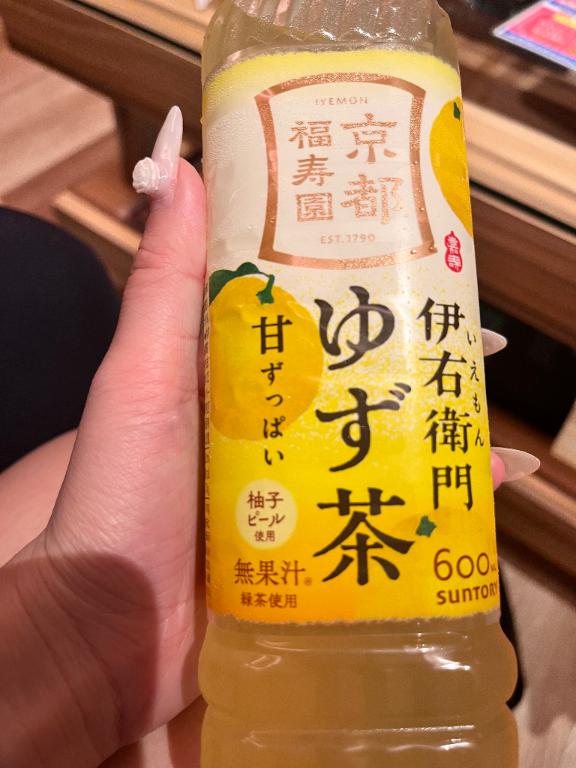 IYEMON
京都
福寿園
EST.1790
伊右衛門
いえもん
ゆず茶
甘ずっぱい
柚子
ピール
使用
無果汁®
緑茶使用
600
SUNTORY